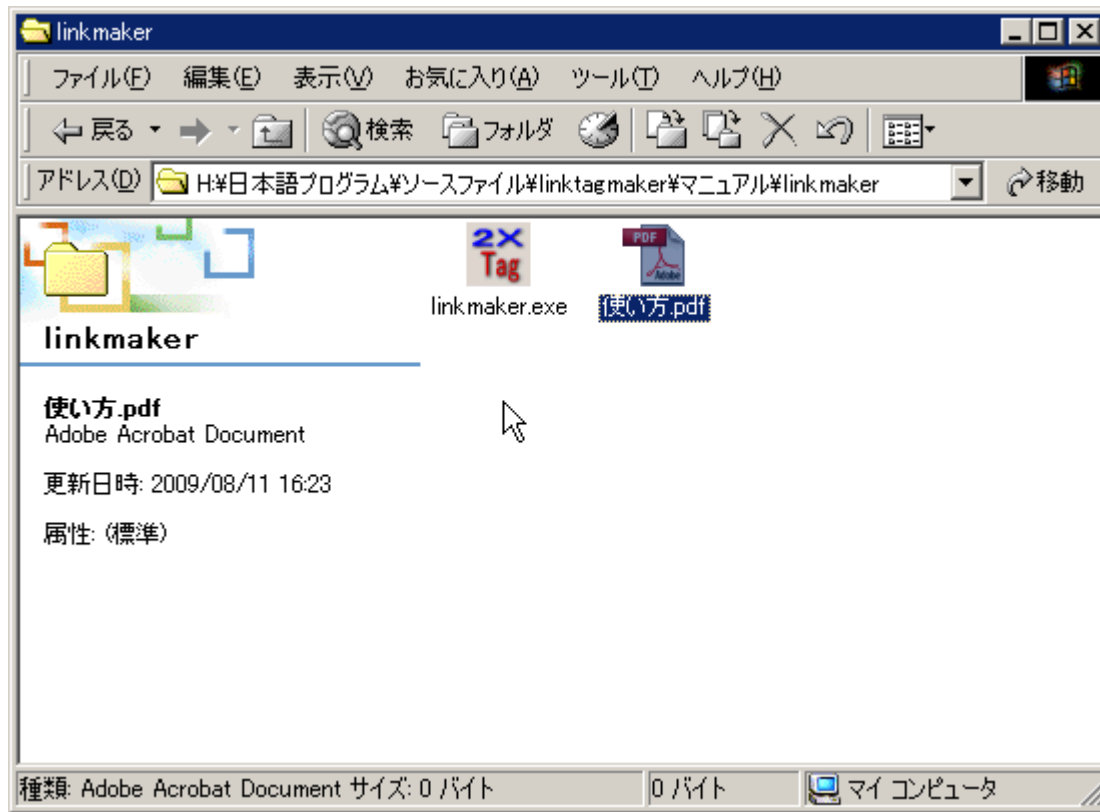 linkmaker
ファイル(F) 編集(E) 表示(V) お気に入り(A) ツール(T) ヘルプ(H)
戻る 検索 フォルダ
アドレス(D) H:¥日本語プログラム¥ソースファイル¥linktagmaker¥マニュアル¥linkmaker 移動
2X
Tag
PDF
Adobe
linkmaker.exe 使い方.pdf
linkmaker
使い方.pdf
Adobe Acrobat Document
更新日時: 2009/08/11 16:23
属性: (標準)
種類: Adobe Acrobat Document サイズ: 0 バイト 0 バイト マイ コンピュータ